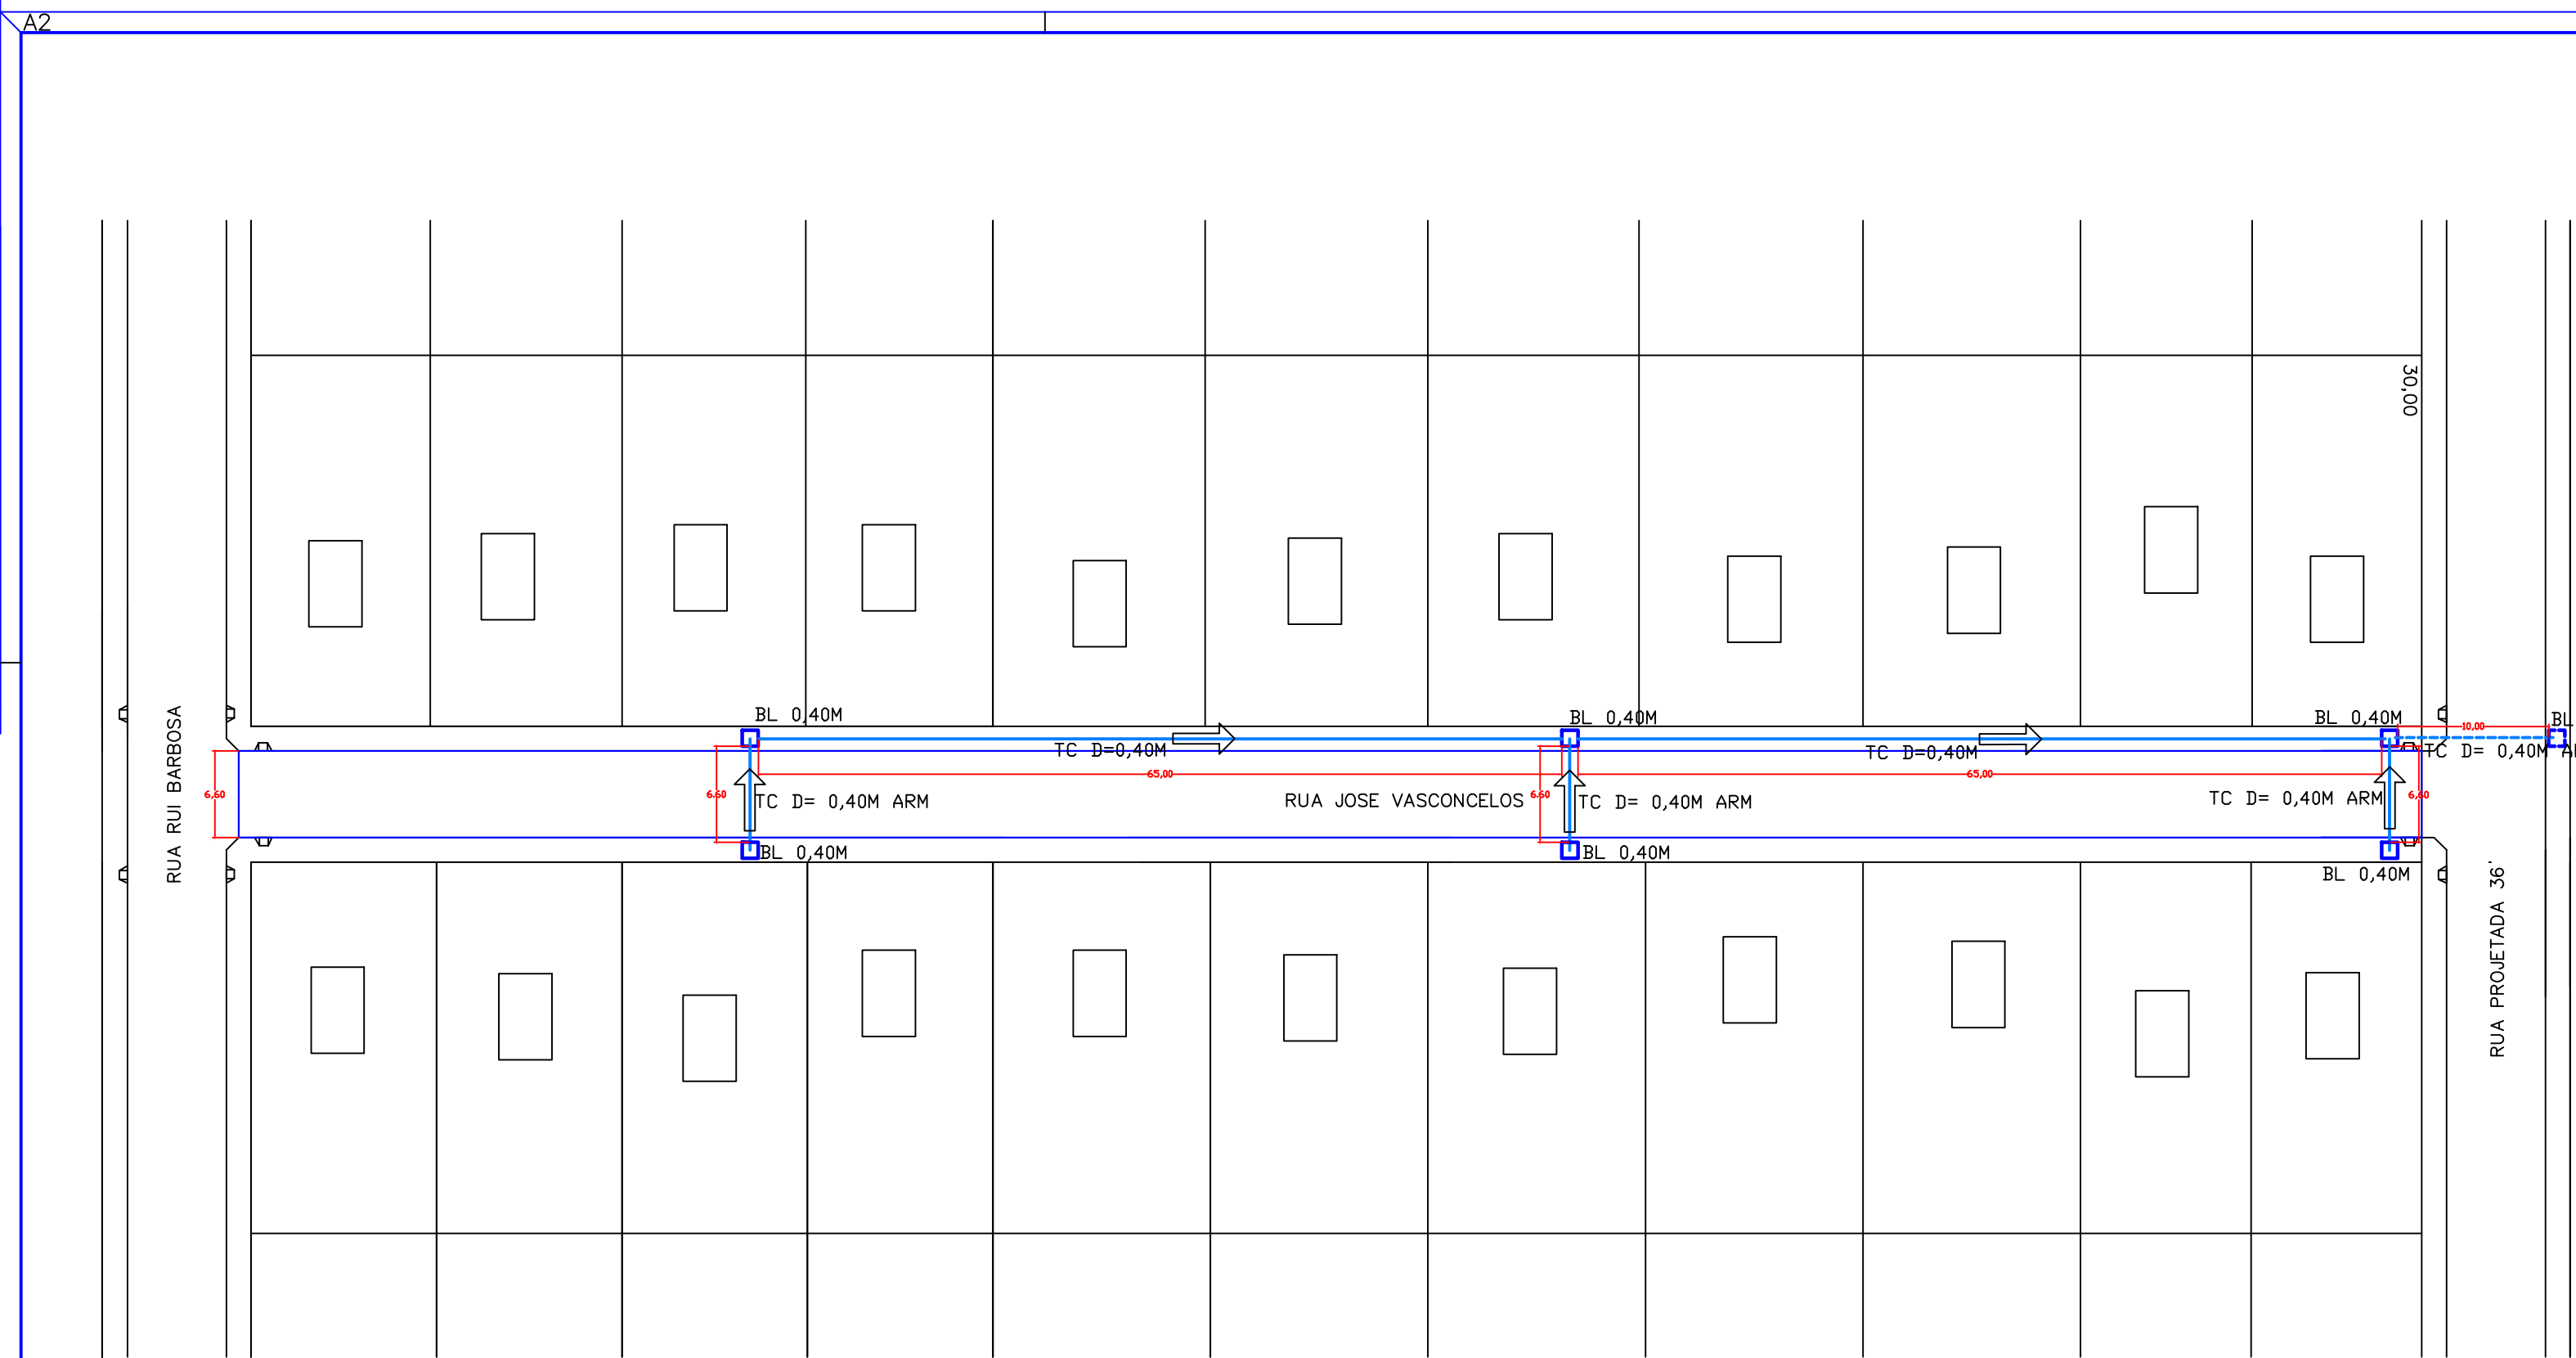 A2
30,00
BL 0,40M
BL 0,40M
BL 0,40M
10,00
BL
TC D=0,40M
TC D=0,40M
TC D= 0,40M
65,00
65,00
6,60
6.60
TC D= 0,40M ARM
RUA JOSE VASCONCELOS
6.60
TC D= 0,40M ARM
TC D= 0,40M ARM
6,60
RUA RUI BARBOSA
BL 0,40M
BL 0,40M
BL 0,40M
RUA PROJETADA 36'